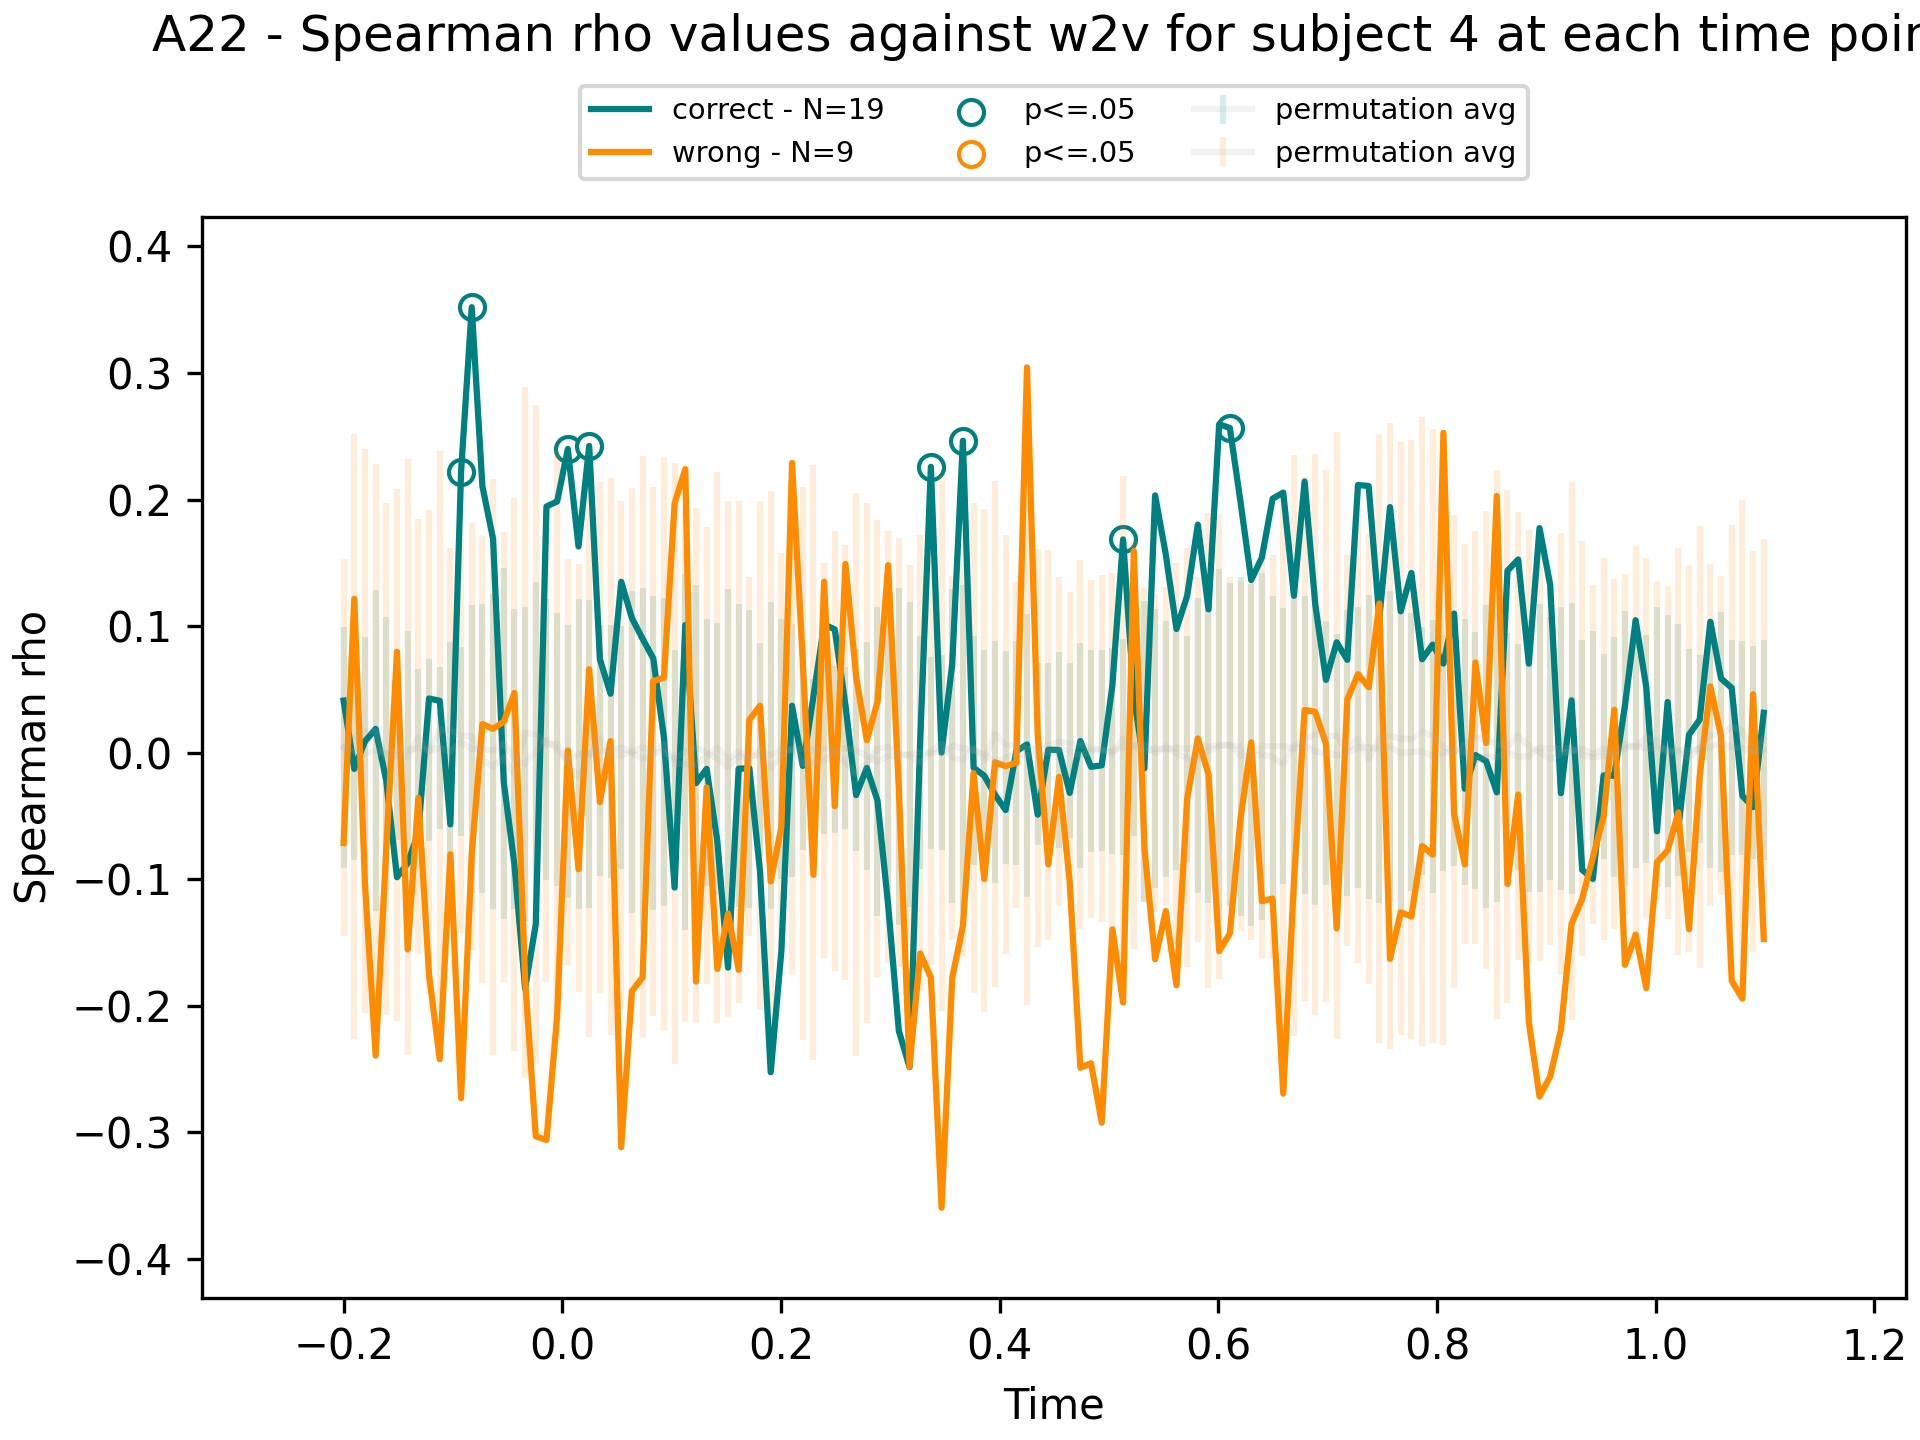 A22 - Spearman rho values against w2v for subject 4 at each time poin
correct - N=19
p<=.05
permutation avg
wrong - N=9
p<=.05
permutation avg
0.4
0.3
0.2
0.1
0.0
−0.1
−0.2
−0.3
−0.4
Spearman rho
−0.2
0.0
0.2
0.4
0.6
0.8
1.0
1.2
Time